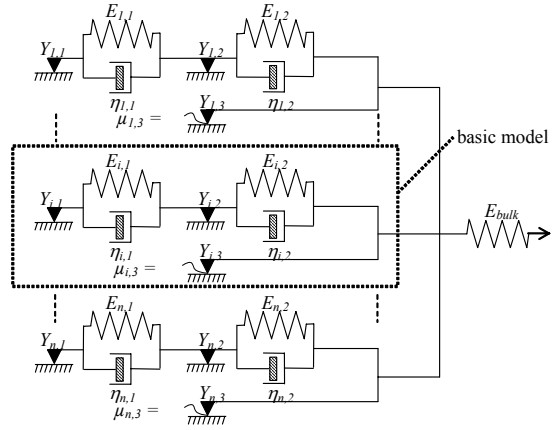 E1,1 E1,2
Y1,1 Y1,2
η1,1 Y1,3 η1,2
μ1,3 =
basic model
Ei,1 Ei,2
Yi,1 Yi,2
Ebulk
ηi,1 Yi,3 ηi,2
μi,3 =
En,1 En,2
Yn,1 Yn,2
ηn,1 Yn,3 ηn,2
μn,3 =